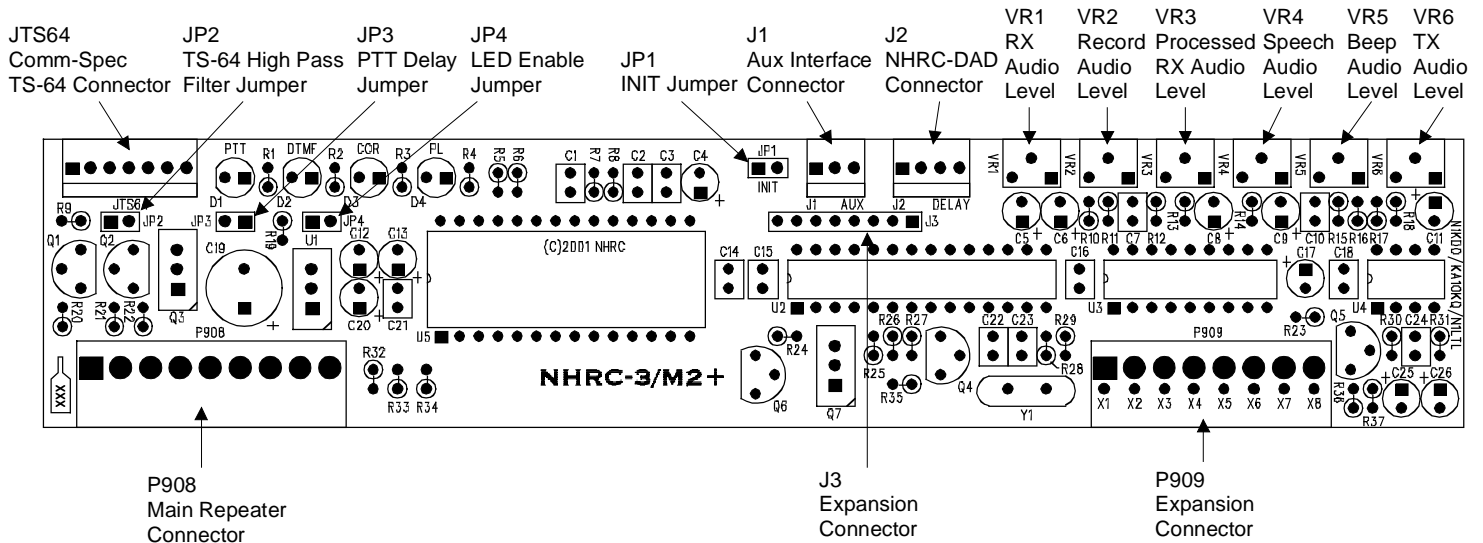 JTS64
Comm-Spec
TS-64 Connector
JP2
TS-64 High Pass
Filter Jumper
JP3
PTT Delay
Jumper
JP4
LED Enable
Jumper
JP1
INIT Jumper
J1
Aux Interface
Connector
J2
NHRC-DAD
Connector
VR1
RX
Audio
Level
VR2
Record
Audio
Level
VR3
Processed
RX Audio
Level
VR4
Speech
Audio
Level
VR5
Beep
Audio
Level
VR6
TX
Audio
Level
PTT R1 DTMF R2 COR R3 PL R4 R5 R6 C1 R7 R8 C2 C3 C4 JP1
INIT
VR1 VR2 VR3 VR4 VR5 VR6
JTS6 D1 D2 D3 D4 J1 AUX J2 DELAY
R9 JP2 JP3 JP4 J3
Q1 Q2 C19 R19 U1 C12 C13 (C)2001 NHRC C14 C15 C16
C5 C6 R10 R11 C7 R12 R13 C8 R14 C9 C10 R15 R16 R17 R18 C11
C17 C18
R20 R21 R22 Q3 P908 C20 C21 U5 U2 U3 R23 U4
R24 R25 R26 R27 Q4 C22 C23 R28 R29 P909 Q5 R30 C24 R31
N1KDO/KA1OKQ/N1LTL
XXX R32 R33 R34 NHRC-3/M2+ Q6 Q7 R35 Y1
X1 X2 X3 X4 X5 X6 X7 X8 R36 R37 C25 C26
P908
Main Repeater
Connector
J3
Expansion
Connector
P909
Expansion
Connector